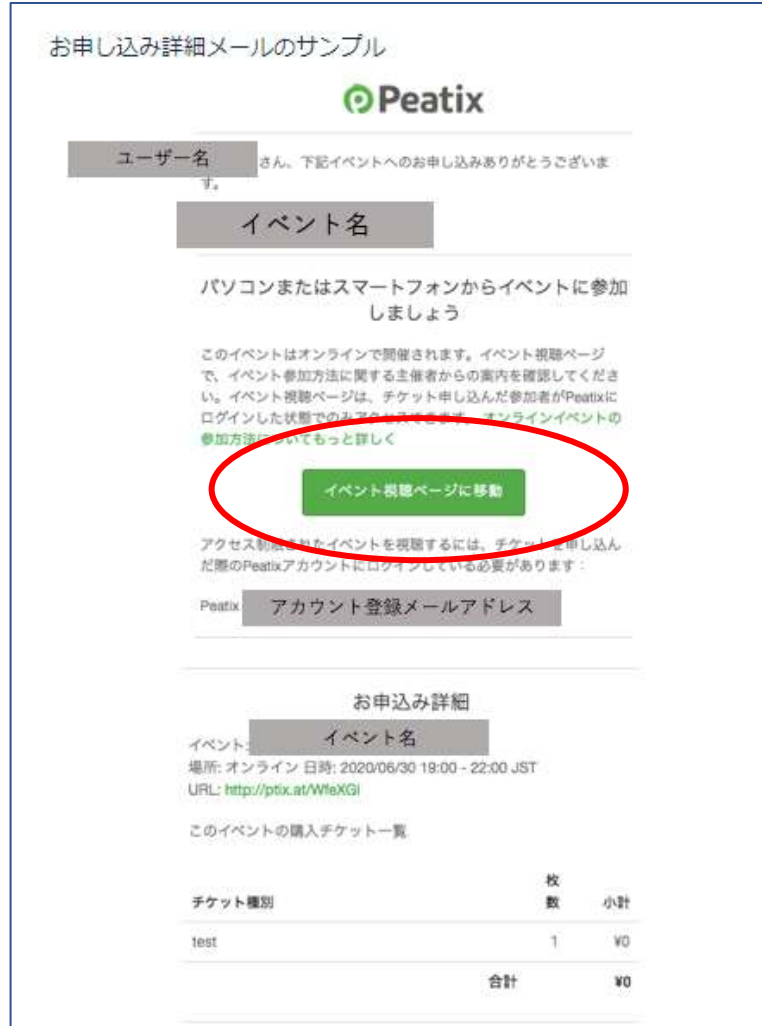 お申し込み詳細メールのサンプル
Peatix
ユーザー名 さん、下記イベントへのお申し込みありがとうございま
す。
イベント名
パソコンまたはスマートフォンからイベントに参加
しましょう
このイベントはオンラインで開催されます。イベント視聴ページ
で、イベント参加方法に関する主催者からの案内を確認してくださ
い。イベント視聴ページは、チケット申し込んだ参加者がPeatixに
ログインした状態でのみアクセスできます。 オンラインイベントの
参加方法についてもっと詳しく
イベント視聴ページに移動
アクセス制限されたイベントを視聴するには、チケットを申し込ん
だ際のPeatixアカウントにログインしている必要があります：
Peatix アカウント登録メールアドレス
お申込み詳細
イベント: イベント名
場所: オンライン 日時: 2020/06/30 19:00 - 22:00 JST
URL: http://ptix.at/WfeXGI
このイベントの購入チケット一覧
チケット種別 枚数 小計
test 1 ¥0
合計 ¥0